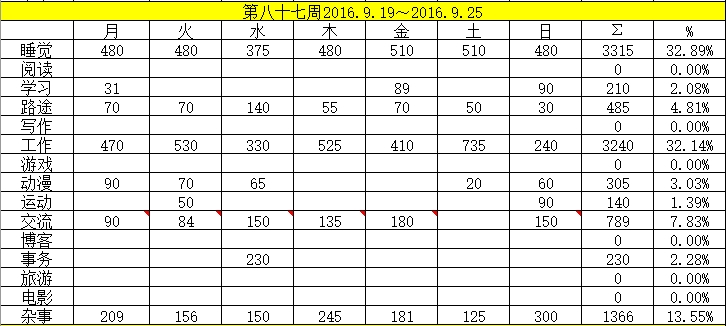 第八十七周2016.9.19～2016.9.25
月 火 水 木 金 土 日 Σ %
睡觉 480 480 375 480 510 510 480 3315 32.89%
阅读 0 0.00%
学习 31 89 90 210 2.08%
路途 70 70 140 55 70 50 30 485 4.81%
写作 0 0.00%
工作 470 530 330 525 410 735 240 3240 32.14%
游戏 0 0.00%
动漫 90 70 65 20 60 305 3.03%
运动 50 90 140 1.39%
交流 90 84 150 135 180 150 789 7.83%
博客 0 0.00%
事务 230 230 2.28%
旅游 0 0.00%
电影 0 0.00%
杂事 209 156 150 245 181 125 300 1366 13.55%